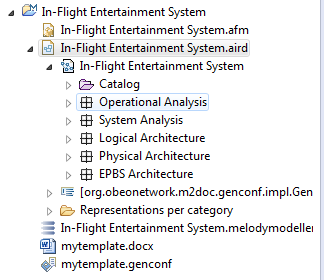 In-Flight Entertainment System
In-Flight Entertainment System.afm
In-Flight Entertainment System.aird
In-Flight Entertainment System
Catalog
Operational Analysis
System Analysis
Logical Architecture
Physical Architecture
EPBS Architecture
[org.obeonetwork.m2doc.genconf.impl.Gen
Representations per category
In-Flight Entertainment System.melodymodeller
mytemplate.docx
mytemplate.genconf